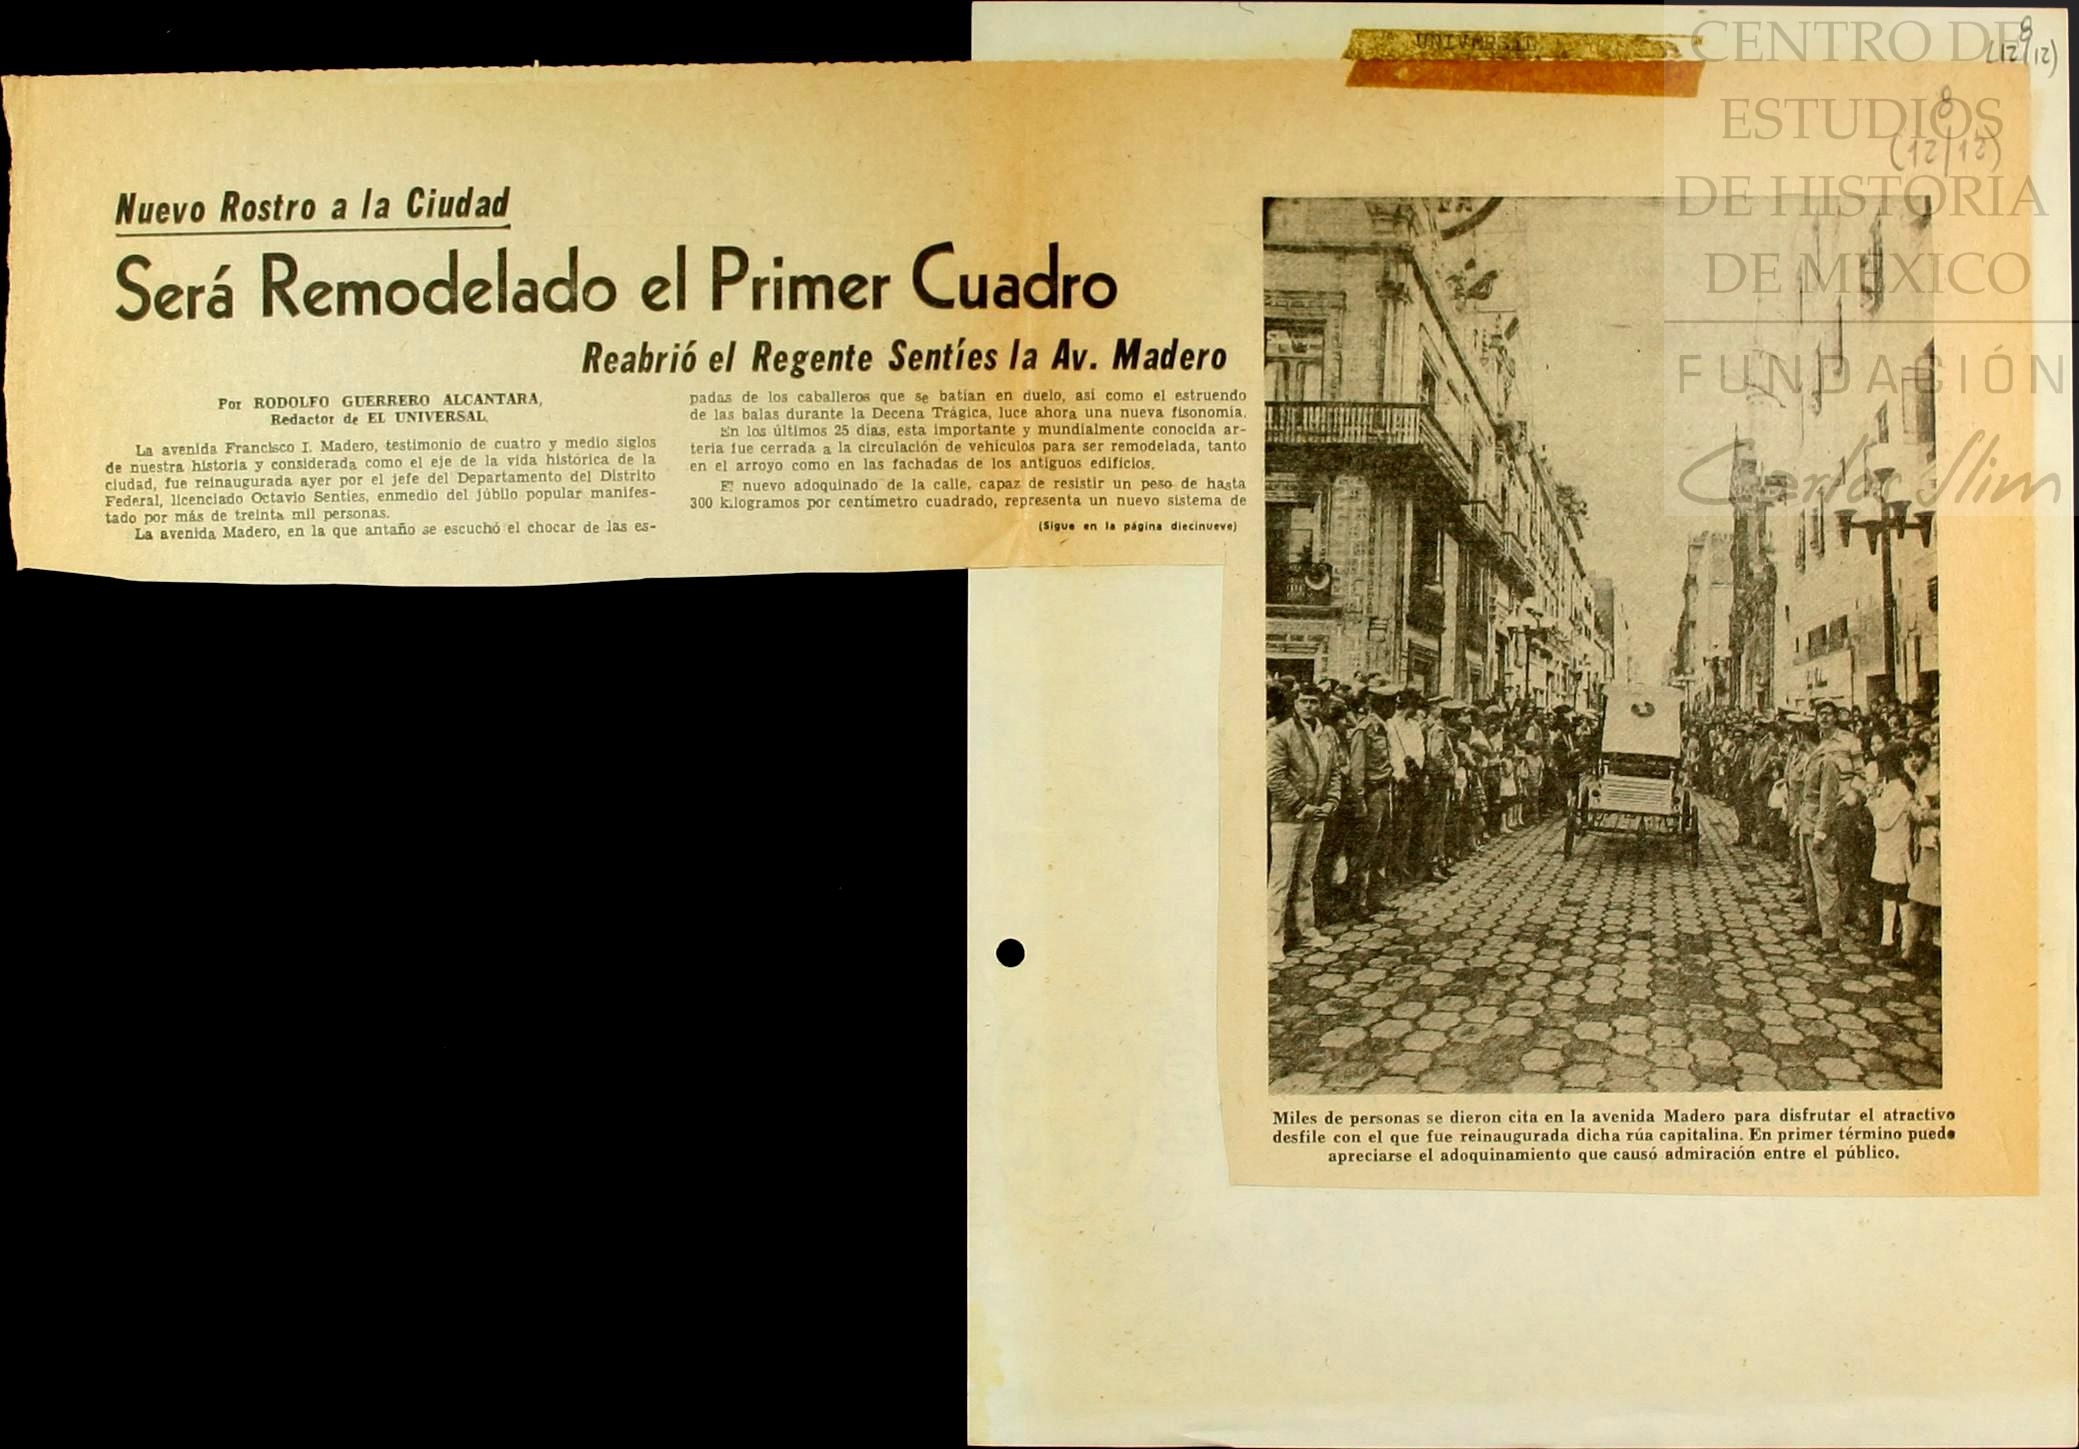 UNIVERSAL
8
(12/12)
8
(12/12)
CENTRO DE
ESTUDIOS
DE HISTORIA
DE MEXICO
FUNDACIÓN
Carlos Slim
Nuevo Rostro a la Ciudad
Será Remodelado el Primer Cuadro
Reabrió el Regente Sentíes la Av. Madero
Por RODOLFO GUERRERO ALCANTARA,
Redactor de EL UNIVERSAL.
La avenida Francisco I. Madero, testimonio de cuatro y medio siglos
de nuestra historia y considerada como el eje de la vida histórica de la
ciudad, fue reinaugurada ayer por el jefe del Departamento del Distrito
Federal, licenciado Octavio Sentíes, enmedio del júbilo popular manifes-
tado por más de treinta mil personas.
La avenida Madero, en la que antaño se escuchó el chocar de las es-
padas de los caballeros que se batían en duelo, así como el estruendo
de las balas durante la Decena Trágica, luce ahora una nueva fisonomía.
En los últimos 25 días, esta importante y mundialmente conocida ar-
teria fue cerrada a la circulación de vehículos para ser remodelada, tanto
en el arroyo como en las fachadas de los antiguos edificios.
El nuevo adoquinado de la calle, capaz de resistir un peso de hasta
300 kilogramos por centímetro cuadrado, representa un nuevo sistema de
(Sigue en la página diecinueve)
Miles de personas se dieron cita en la avenida Madero para disfrutar el atractivo
desfile con el que fue reinaugurada dicha rúa capitalina. En primer término puede
apreciarse el adoquinamiento que causó admiración entre el público.